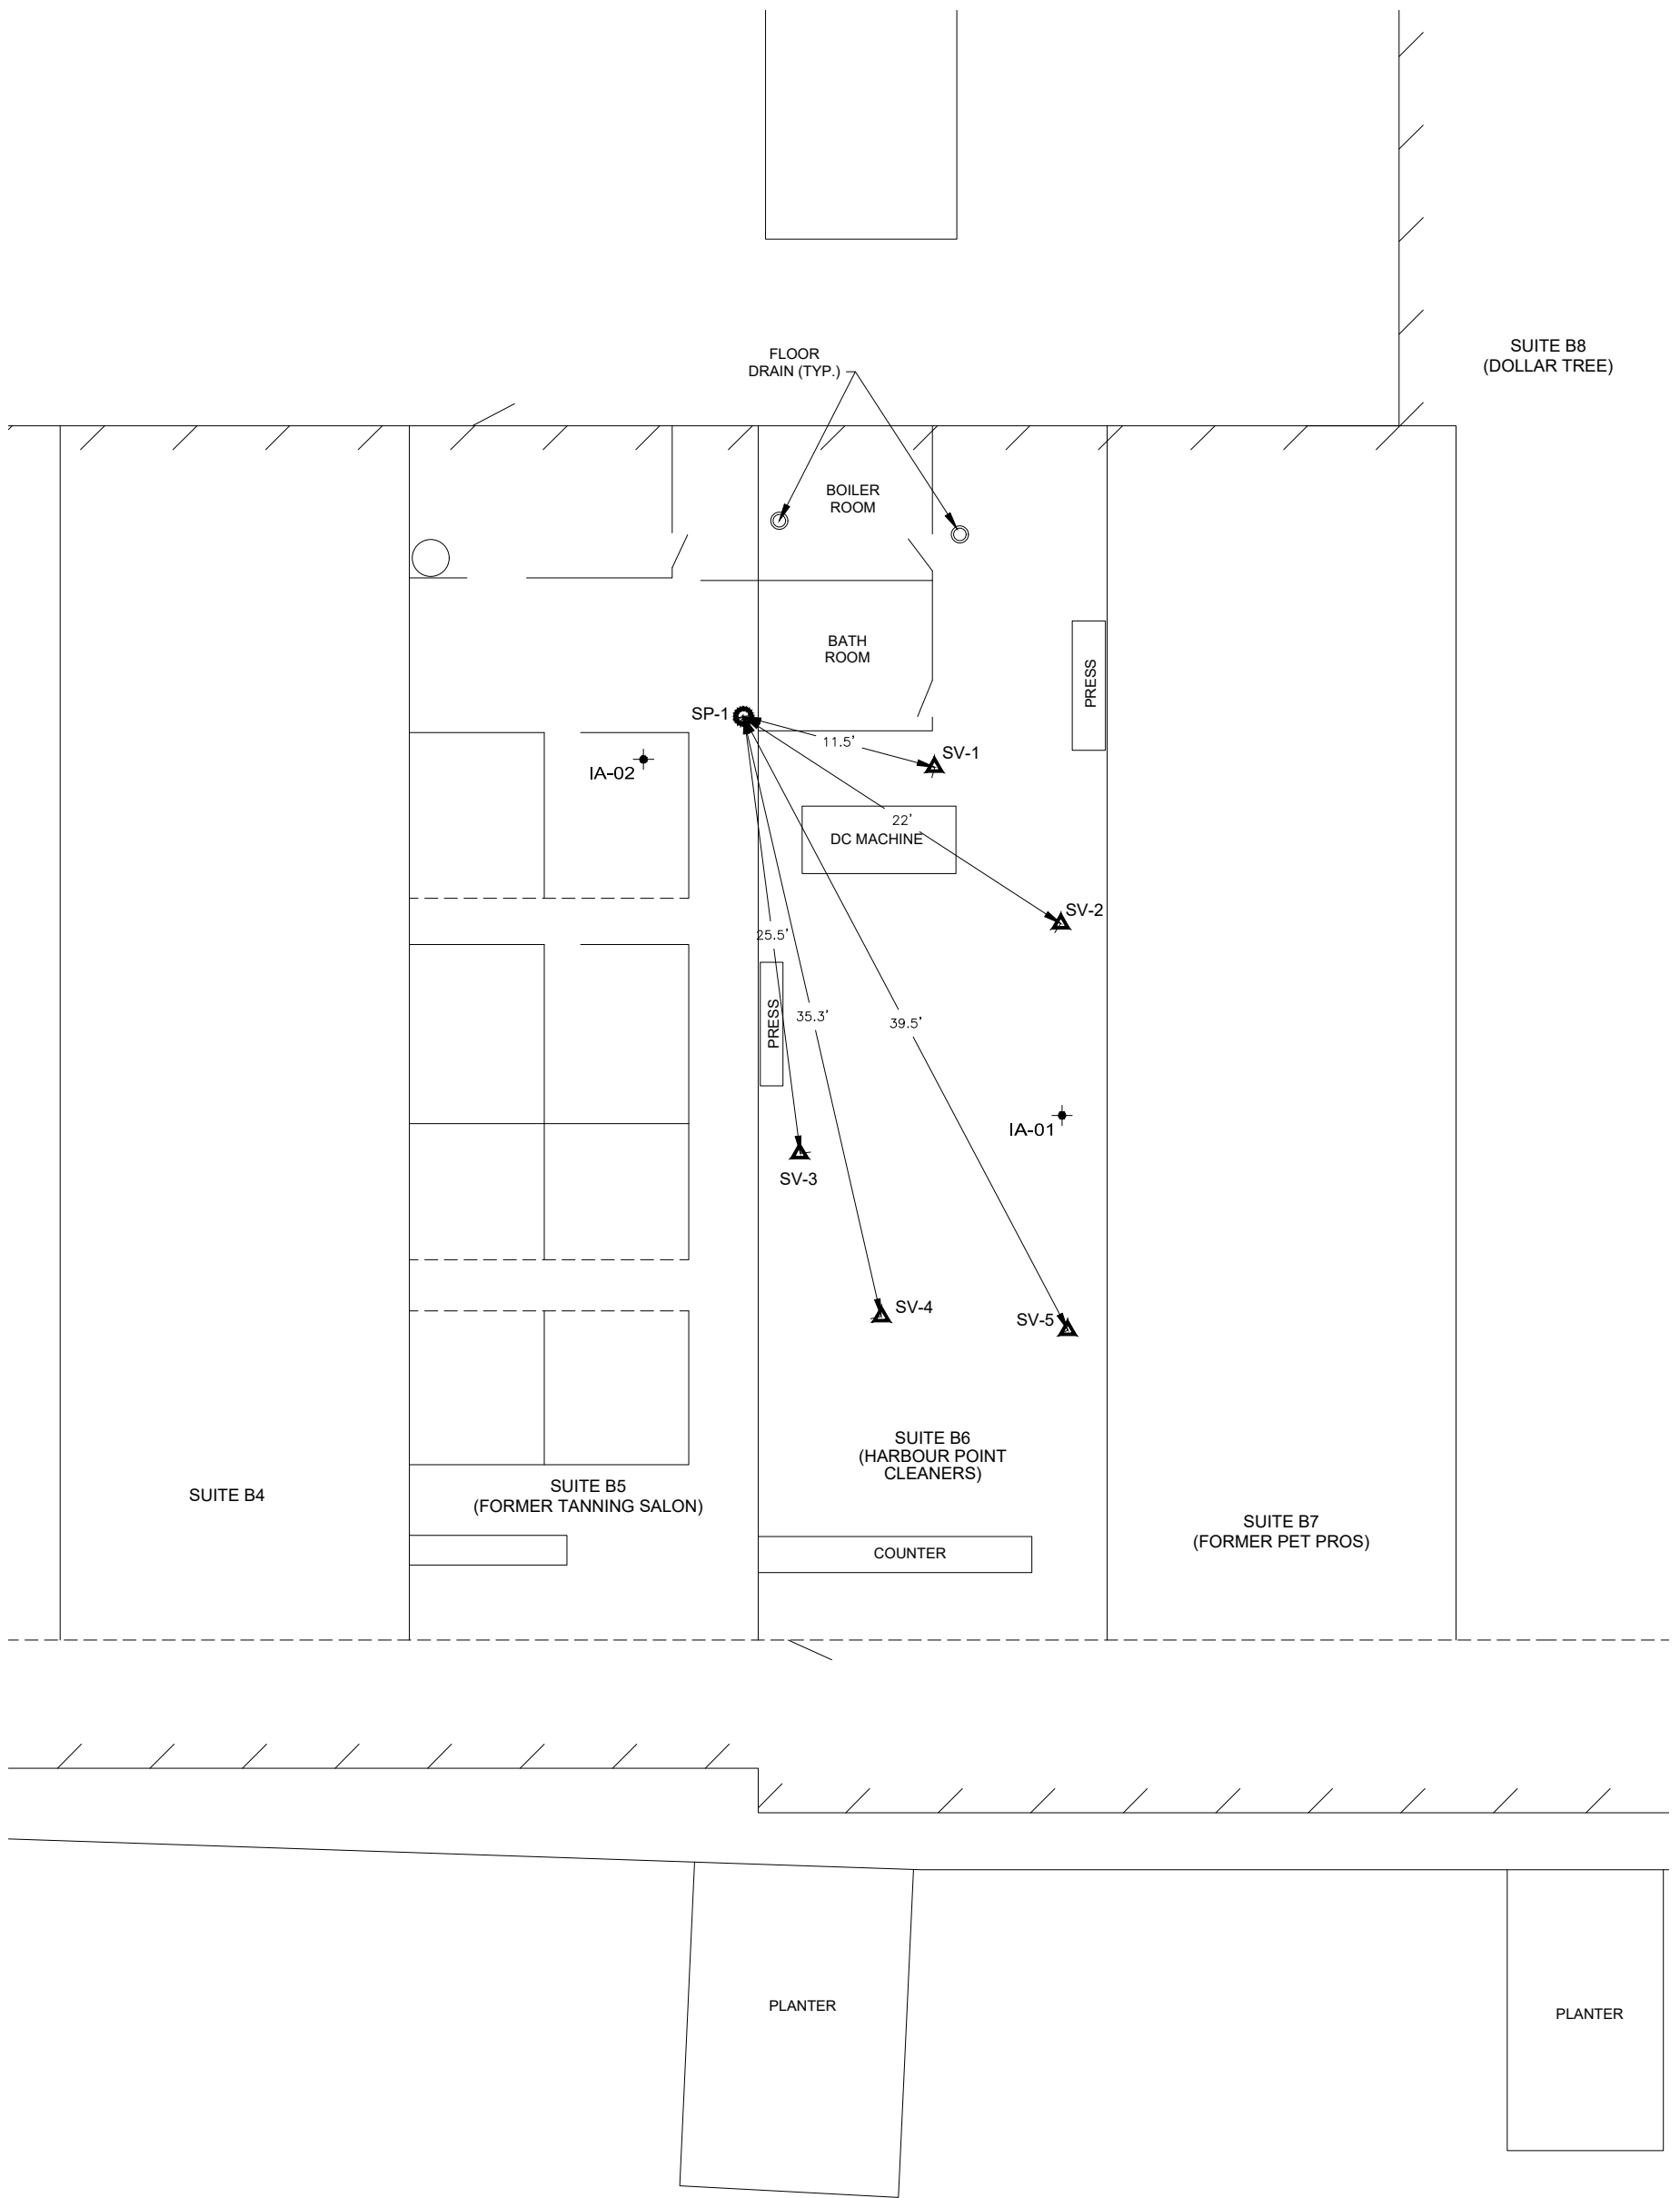 SUITE B8
(DOLLAR TREE)
FLOOR
DRAIN (TYP.)
BOILER
ROOM
BATH
ROOM
PRESS
SP-1
11.5'
SV-1
IA-02
22'
DC MACHINE
SV-2
25.5'
PRESS
35.3'
39.5'
IA-01
SV-3
SV-4
SV-5
SUITE B6
(HARBOUR POINT
CLEANERS)
SUITE B4
SUITE B5
(FORMER TANNING SALON)
SUITE B7
(FORMER PET PROS)
COUNTER
PLANTER
PLANTER